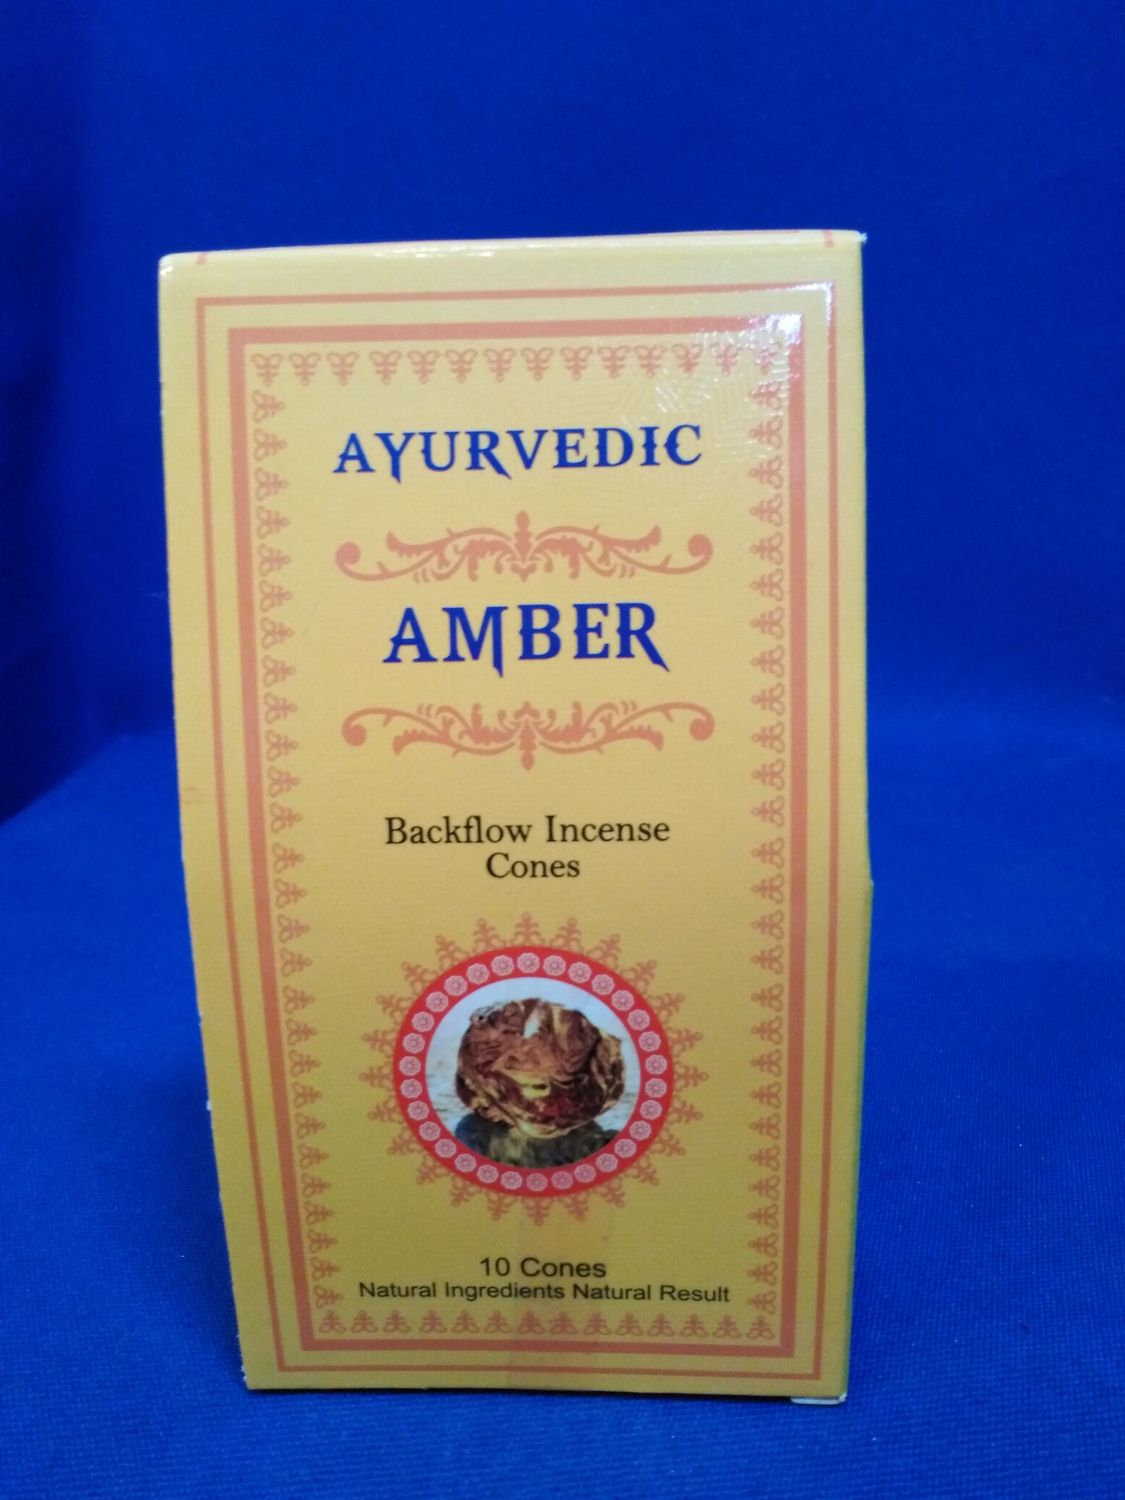 AYURVEDIC
AMBER
Backflow Incense
Cones
10 Cones
Natural Ingredients Natural Result